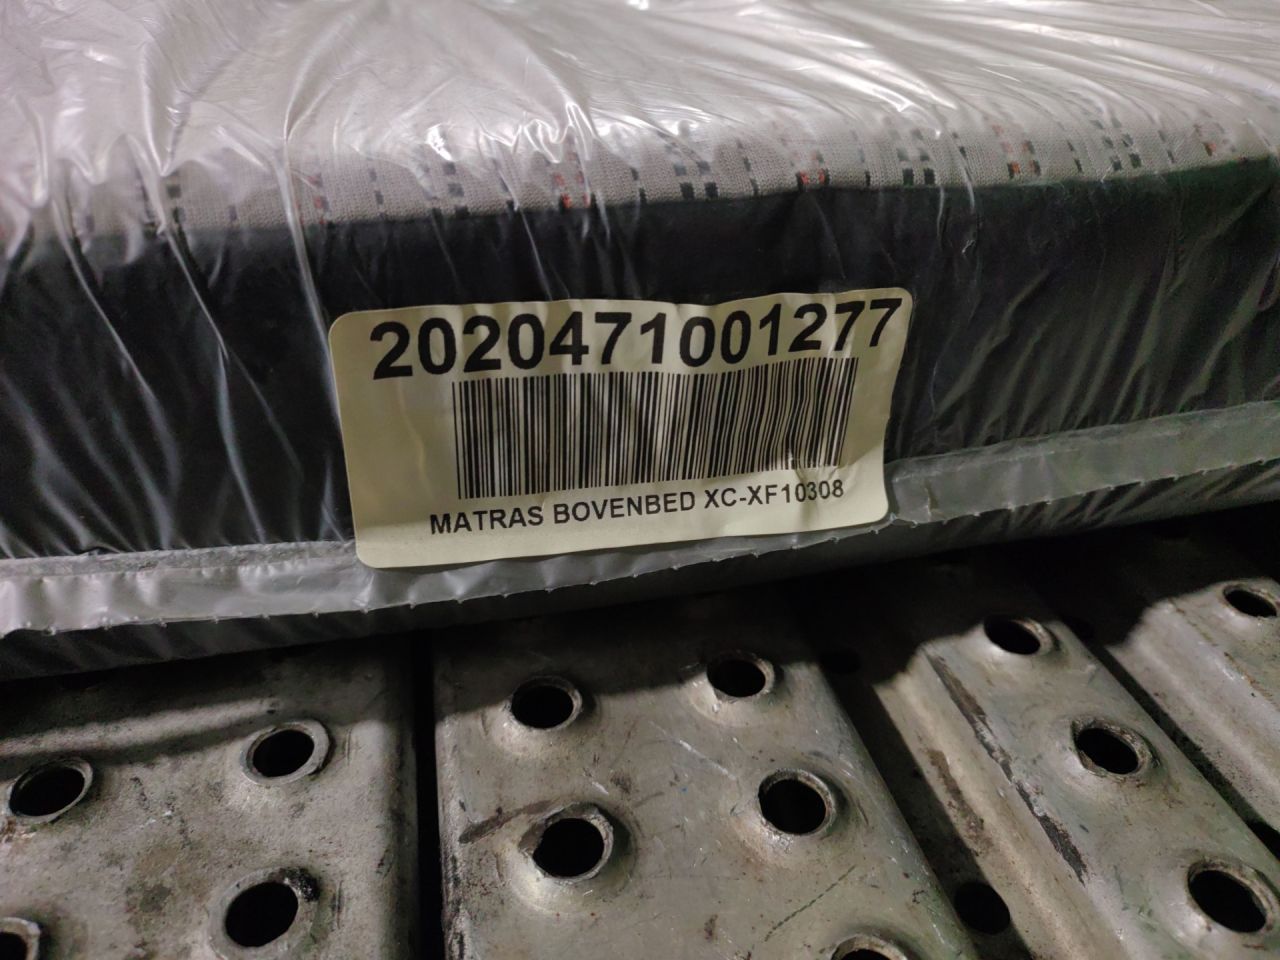 2020471001277
MATRAS BOVENBED XC-XF10308